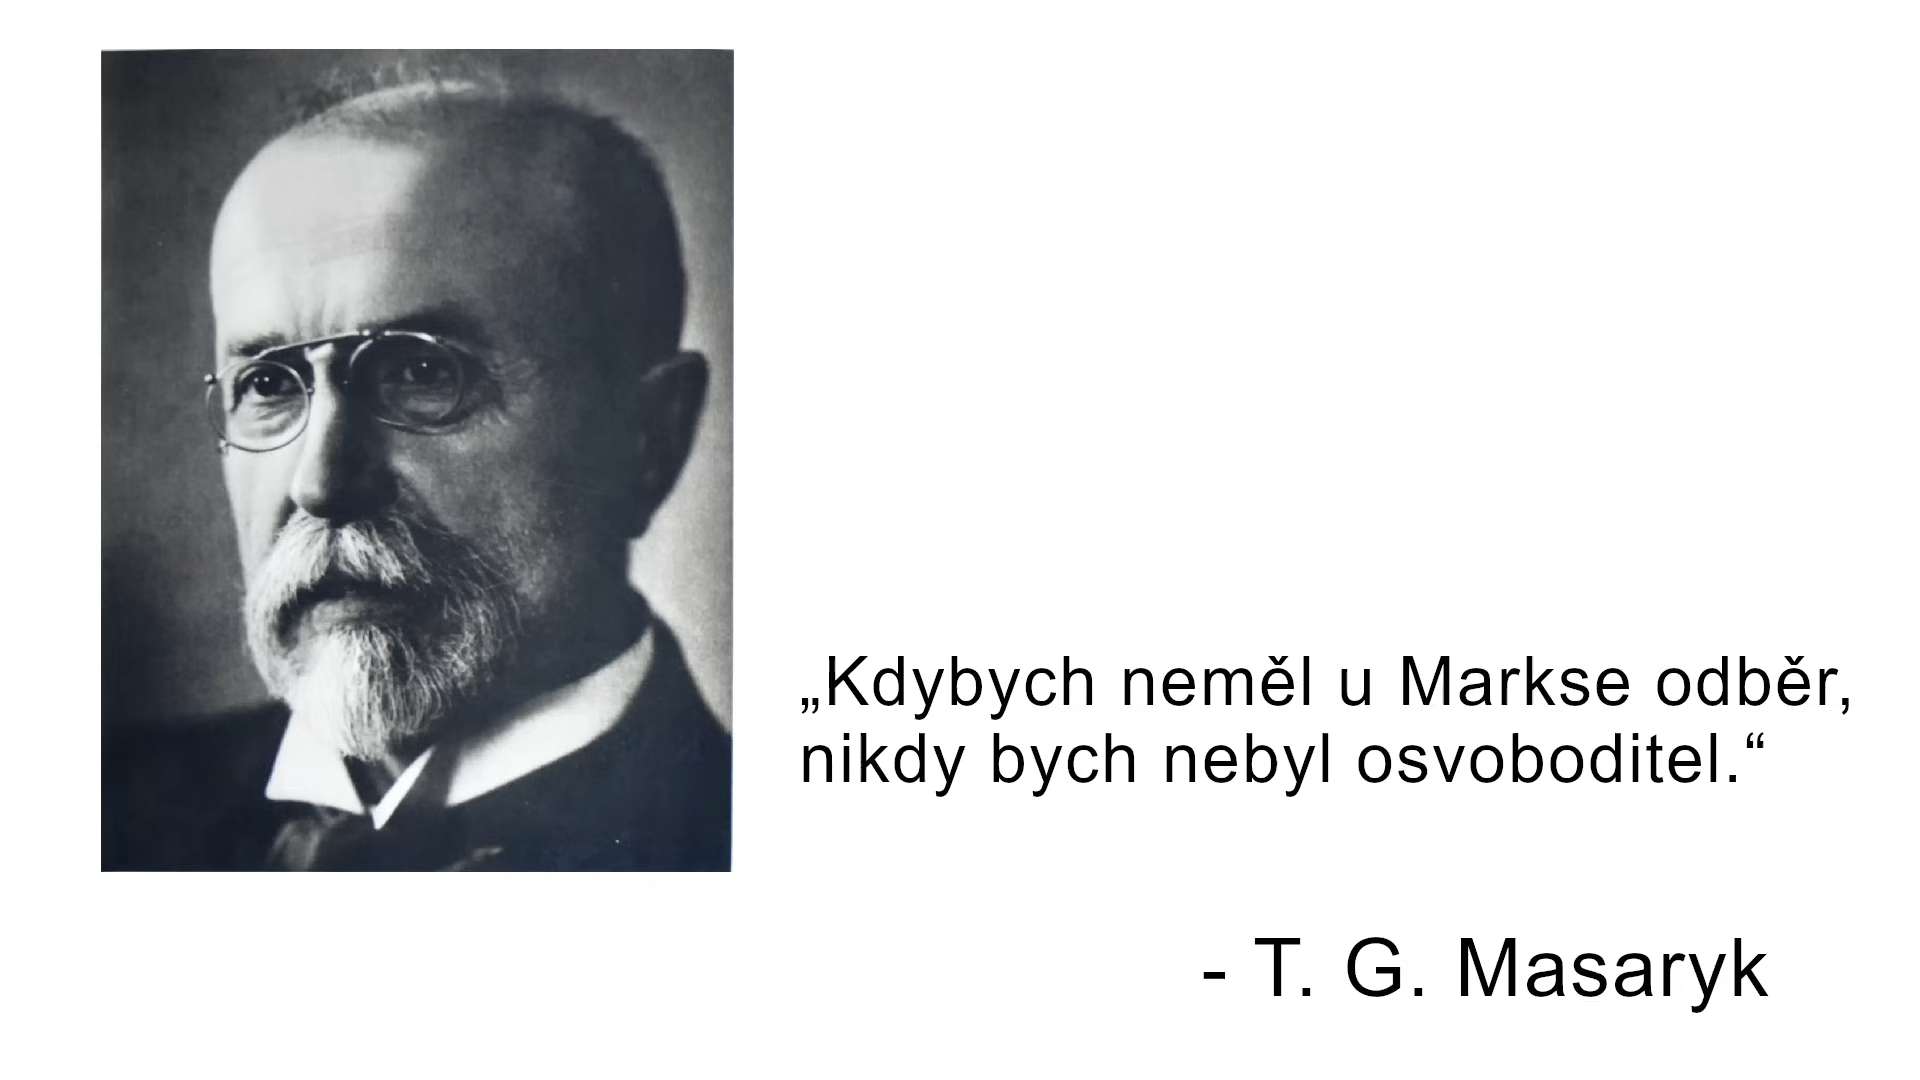 „Kdybych neměl u Markse odběr,
nikdy bych nebyl osvoboditel.“
- T. G. Masaryk